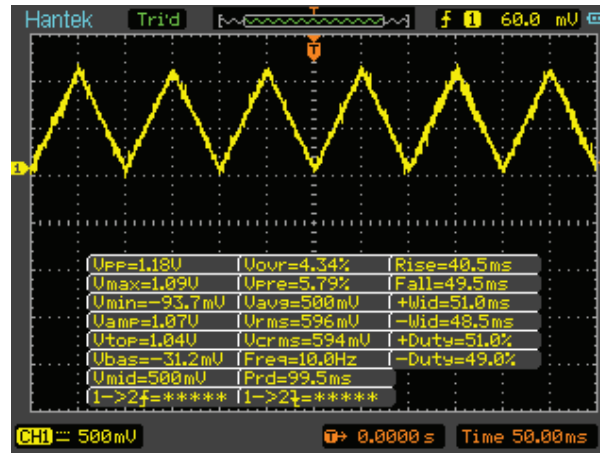 Hantek Tri'd T f 1 60.0 mV
T
1
Vpp=1.18V Vovr=4.34% Rise=40.5ms
Vmax=1.09V Vpre=5.79% Fall=49.5ms
Vmin=-93.7mV Vavg=500mV +Wid=51.0ms
Vamp=1.07V Vrms=596mV -Wid=48.5ms
Vtop=1.04V Vcrms=594mV +Duty=51.0%
Vbas=-31.2mV Freq=10.0Hz -Duty=49.0%
Vmid=500mV Prd=99.5ms
1->2⨍=***** 1->2⨎=*****
CH1 ⎓ 500mV T→ 0.0000 s Time 50.00ms